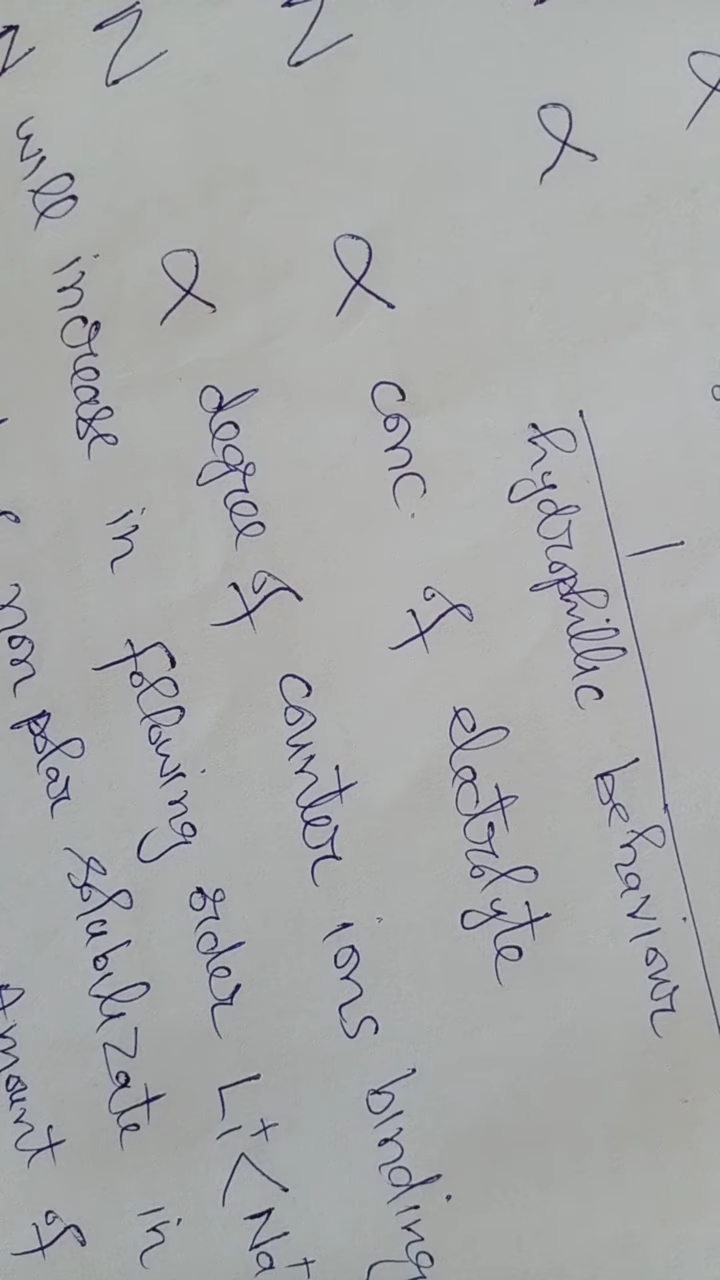 ∝
∝ 1 / hydrophillic behaviour
N ∝ conc. of electrolyte
N ∝ degree of counter ions binding
N will increase in following order Li⁺ < Na⁺
non polar solubilizate in
Amount of